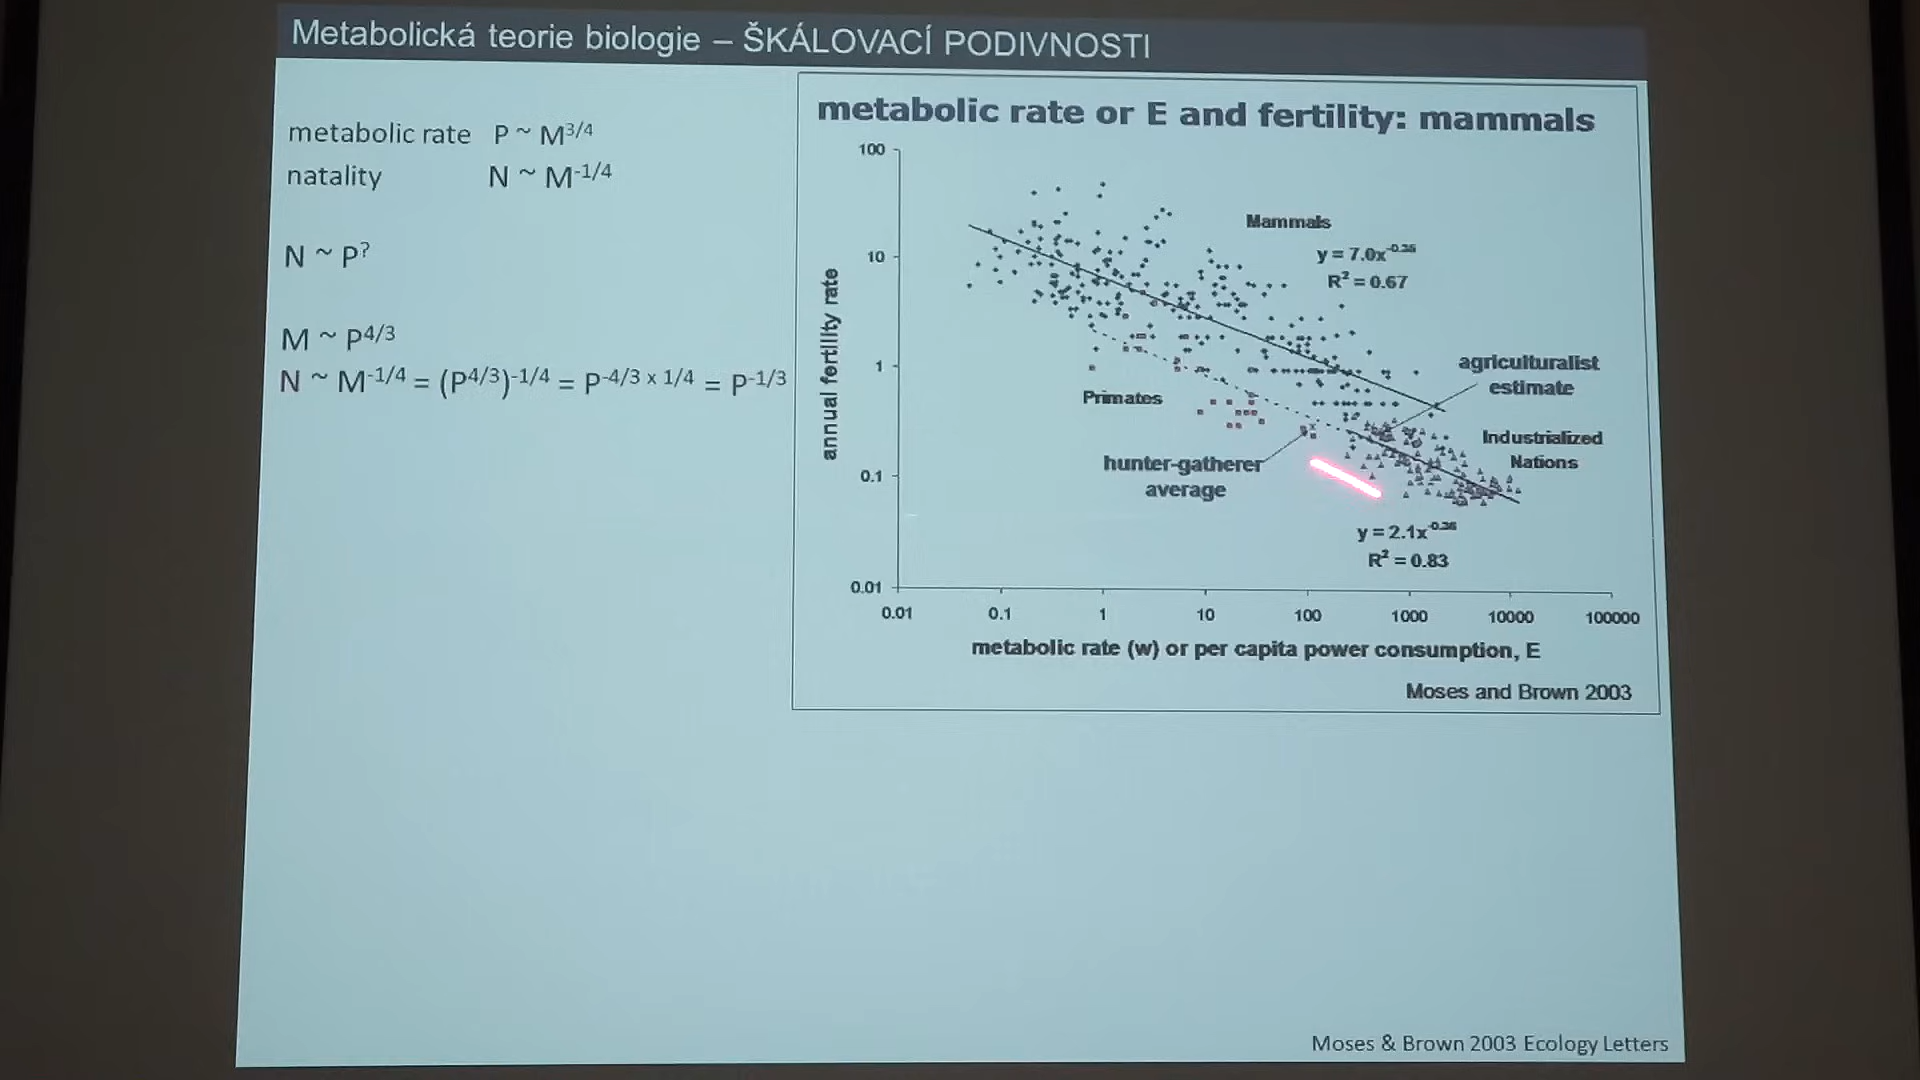 Metabolická teorie biologie – ŠKÁLOVACÍ PODIVNOSTI
metabolic rate P ~ M3/4
natality N ~ M-1/4
N ~ P?
M ~ P4/3
N ~ M-1/4 = (P4/3)-1/4 = P-4/3 x 1/4 = P-1/3
metabolic rate or E and fertility: mammals
100
10
1
0.1
0.01
annual fertility rate
Mammals
y = 7.0x
R2 = 0.67
agriculturalist
estimate
Primates
Industrialized
Nations
hunter-gatherer
average
y = 2.1x
R2 = 0.83
0.01 0.1 1 10 100 1000 10000 100000
metabolic rate (w) or per capita power consumption, E
Moses and Brown 2003
Moses & Brown 2003 Ecology Letters